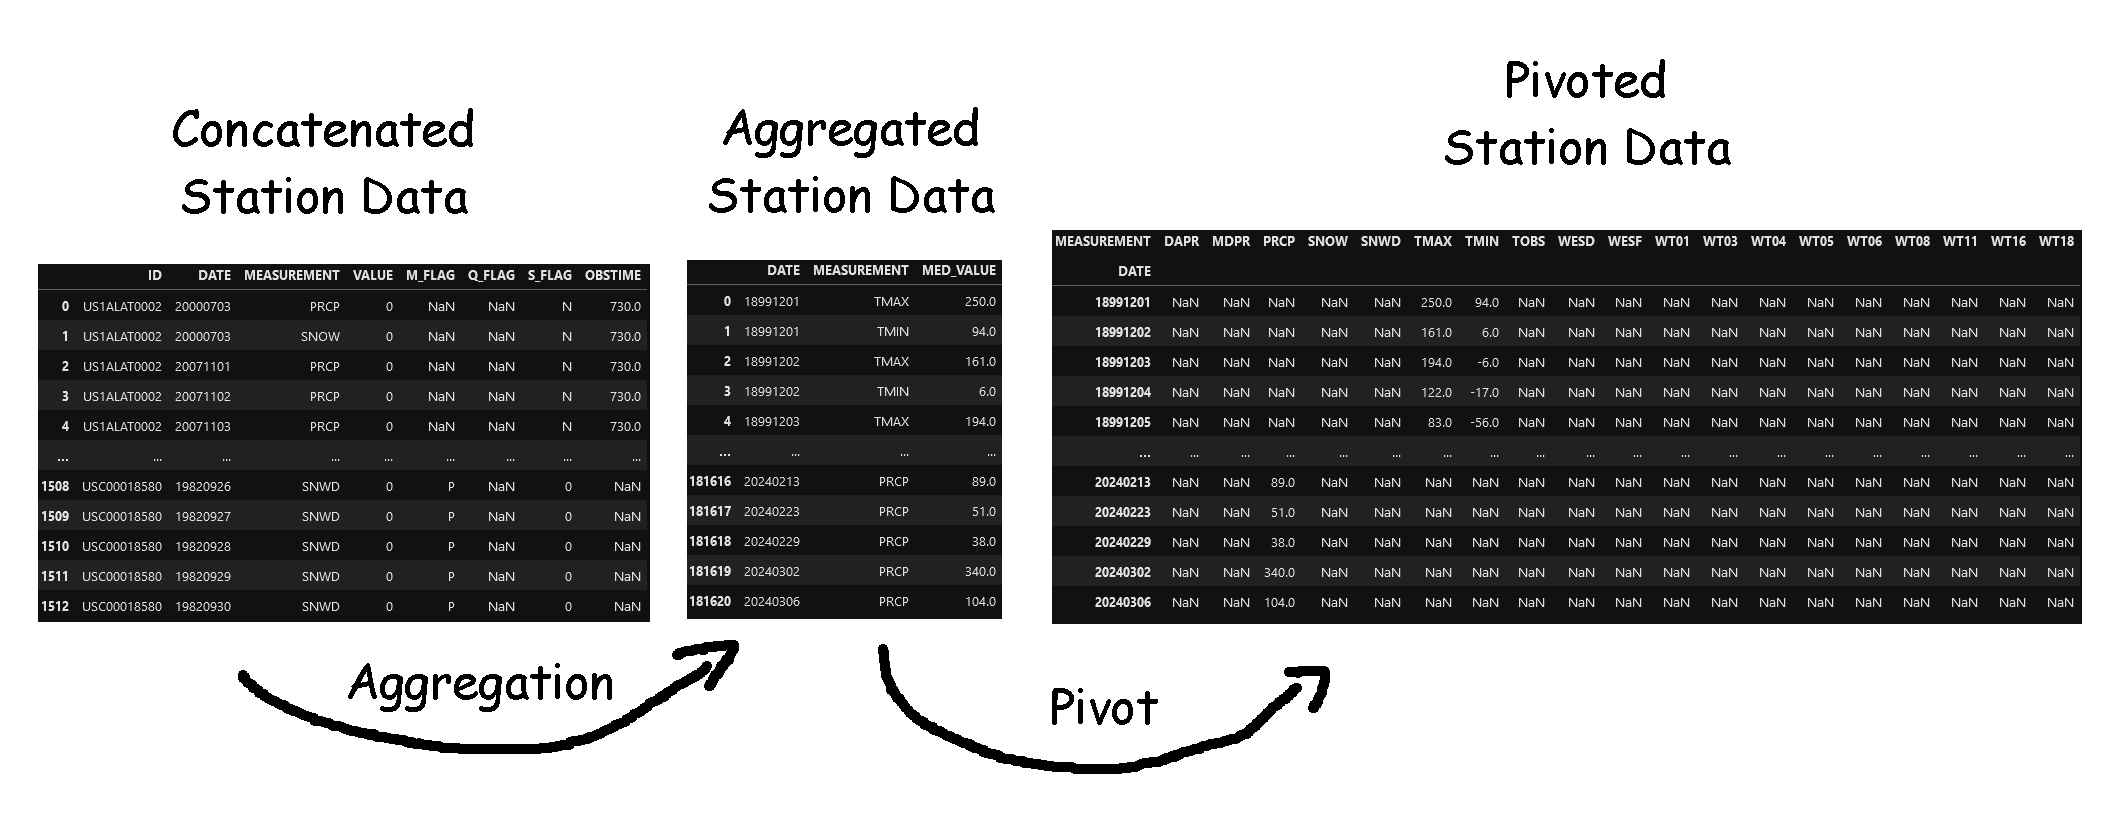 Concatenated
Station Data
Aggregated
Station Data
Pivoted
Station Data
ID DATE MEASUREMENT VALUE M_FLAG Q_FLAG S_FLAG OBSTIME
0 US1ALAT0002 20000703 PRCP 0 NaN NaN N 730.0
1 US1ALAT0002 20000703 SNOW 0 NaN NaN N 730.0
2 US1ALAT0002 20071101 PRCP 0 NaN NaN N 730.0
3 US1ALAT0002 20071102 PRCP 0 NaN NaN N 730.0
4 US1ALAT0002 20071103 PRCP 0 NaN NaN N 730.0
... ... ... ... ... ... ... ... ...
1508 USC00018580 19820926 SNWD 0 P NaN 0 NaN
1509 USC00018580 19820927 SNWD 0 P NaN 0 NaN
1510 USC00018580 19820928 SNWD 0 P NaN 0 NaN
1511 USC00018580 19820929 SNWD 0 P NaN 0 NaN
1512 USC00018580 19820930 SNWD 0 P NaN 0 NaN
DATE MEASUREMENT MED_VALUE
0 18991201 TMAX 250.0
1 18991201 TMIN 94.0
2 18991202 TMAX 161.0
3 18991202 TMIN 6.0
4 18991203 TMAX 194.0
... ... ... ...
181616 20240213 PRCP 89.0
181617 20240223 PRCP 51.0
181618 20240229 PRCP 38.0
181619 20240302 PRCP 340.0
181620 20240306 PRCP 104.0
MEASUREMENT DAPR MDPR PRCP SNOW SNWD TMAX TMIN TOBS WESD WESF WT01 WT03 WT04 WT05 WT06 WT08 WT11 WT16 WT18
DATE
18991201 NaN NaN NaN NaN NaN 250.0 94.0 NaN NaN NaN NaN NaN NaN NaN NaN NaN NaN NaN NaN
18991202 NaN NaN NaN NaN NaN 161.0 6.0 NaN NaN NaN NaN NaN NaN NaN NaN NaN NaN NaN NaN
18991203 NaN NaN NaN NaN NaN 194.0 -6.0 NaN NaN NaN NaN NaN NaN NaN NaN NaN NaN NaN NaN
18991204 NaN NaN NaN NaN NaN 122.0 -17.0 NaN NaN NaN NaN NaN NaN NaN NaN NaN NaN NaN NaN
18991205 NaN NaN NaN NaN NaN 83.0 -56.0 NaN NaN NaN NaN NaN NaN NaN NaN NaN NaN NaN NaN
... ... ... ... ... ... ... ... ... ... ... ... ... ... ... ... ... ... ... ...
20240213 NaN NaN 89.0 NaN NaN NaN NaN NaN NaN NaN NaN NaN NaN NaN NaN NaN NaN NaN NaN
20240223 NaN NaN 51.0 NaN NaN NaN NaN NaN NaN NaN NaN NaN NaN NaN NaN NaN NaN NaN NaN
20240229 NaN NaN 38.0 NaN NaN NaN NaN NaN NaN NaN NaN NaN NaN NaN NaN NaN NaN NaN NaN
20240302 NaN NaN 340.0 NaN NaN NaN NaN NaN NaN NaN NaN NaN NaN NaN NaN NaN NaN NaN NaN
20240306 NaN NaN 104.0 NaN NaN NaN NaN NaN NaN NaN NaN NaN NaN NaN NaN NaN NaN NaN NaN
Aggregation
Pivot